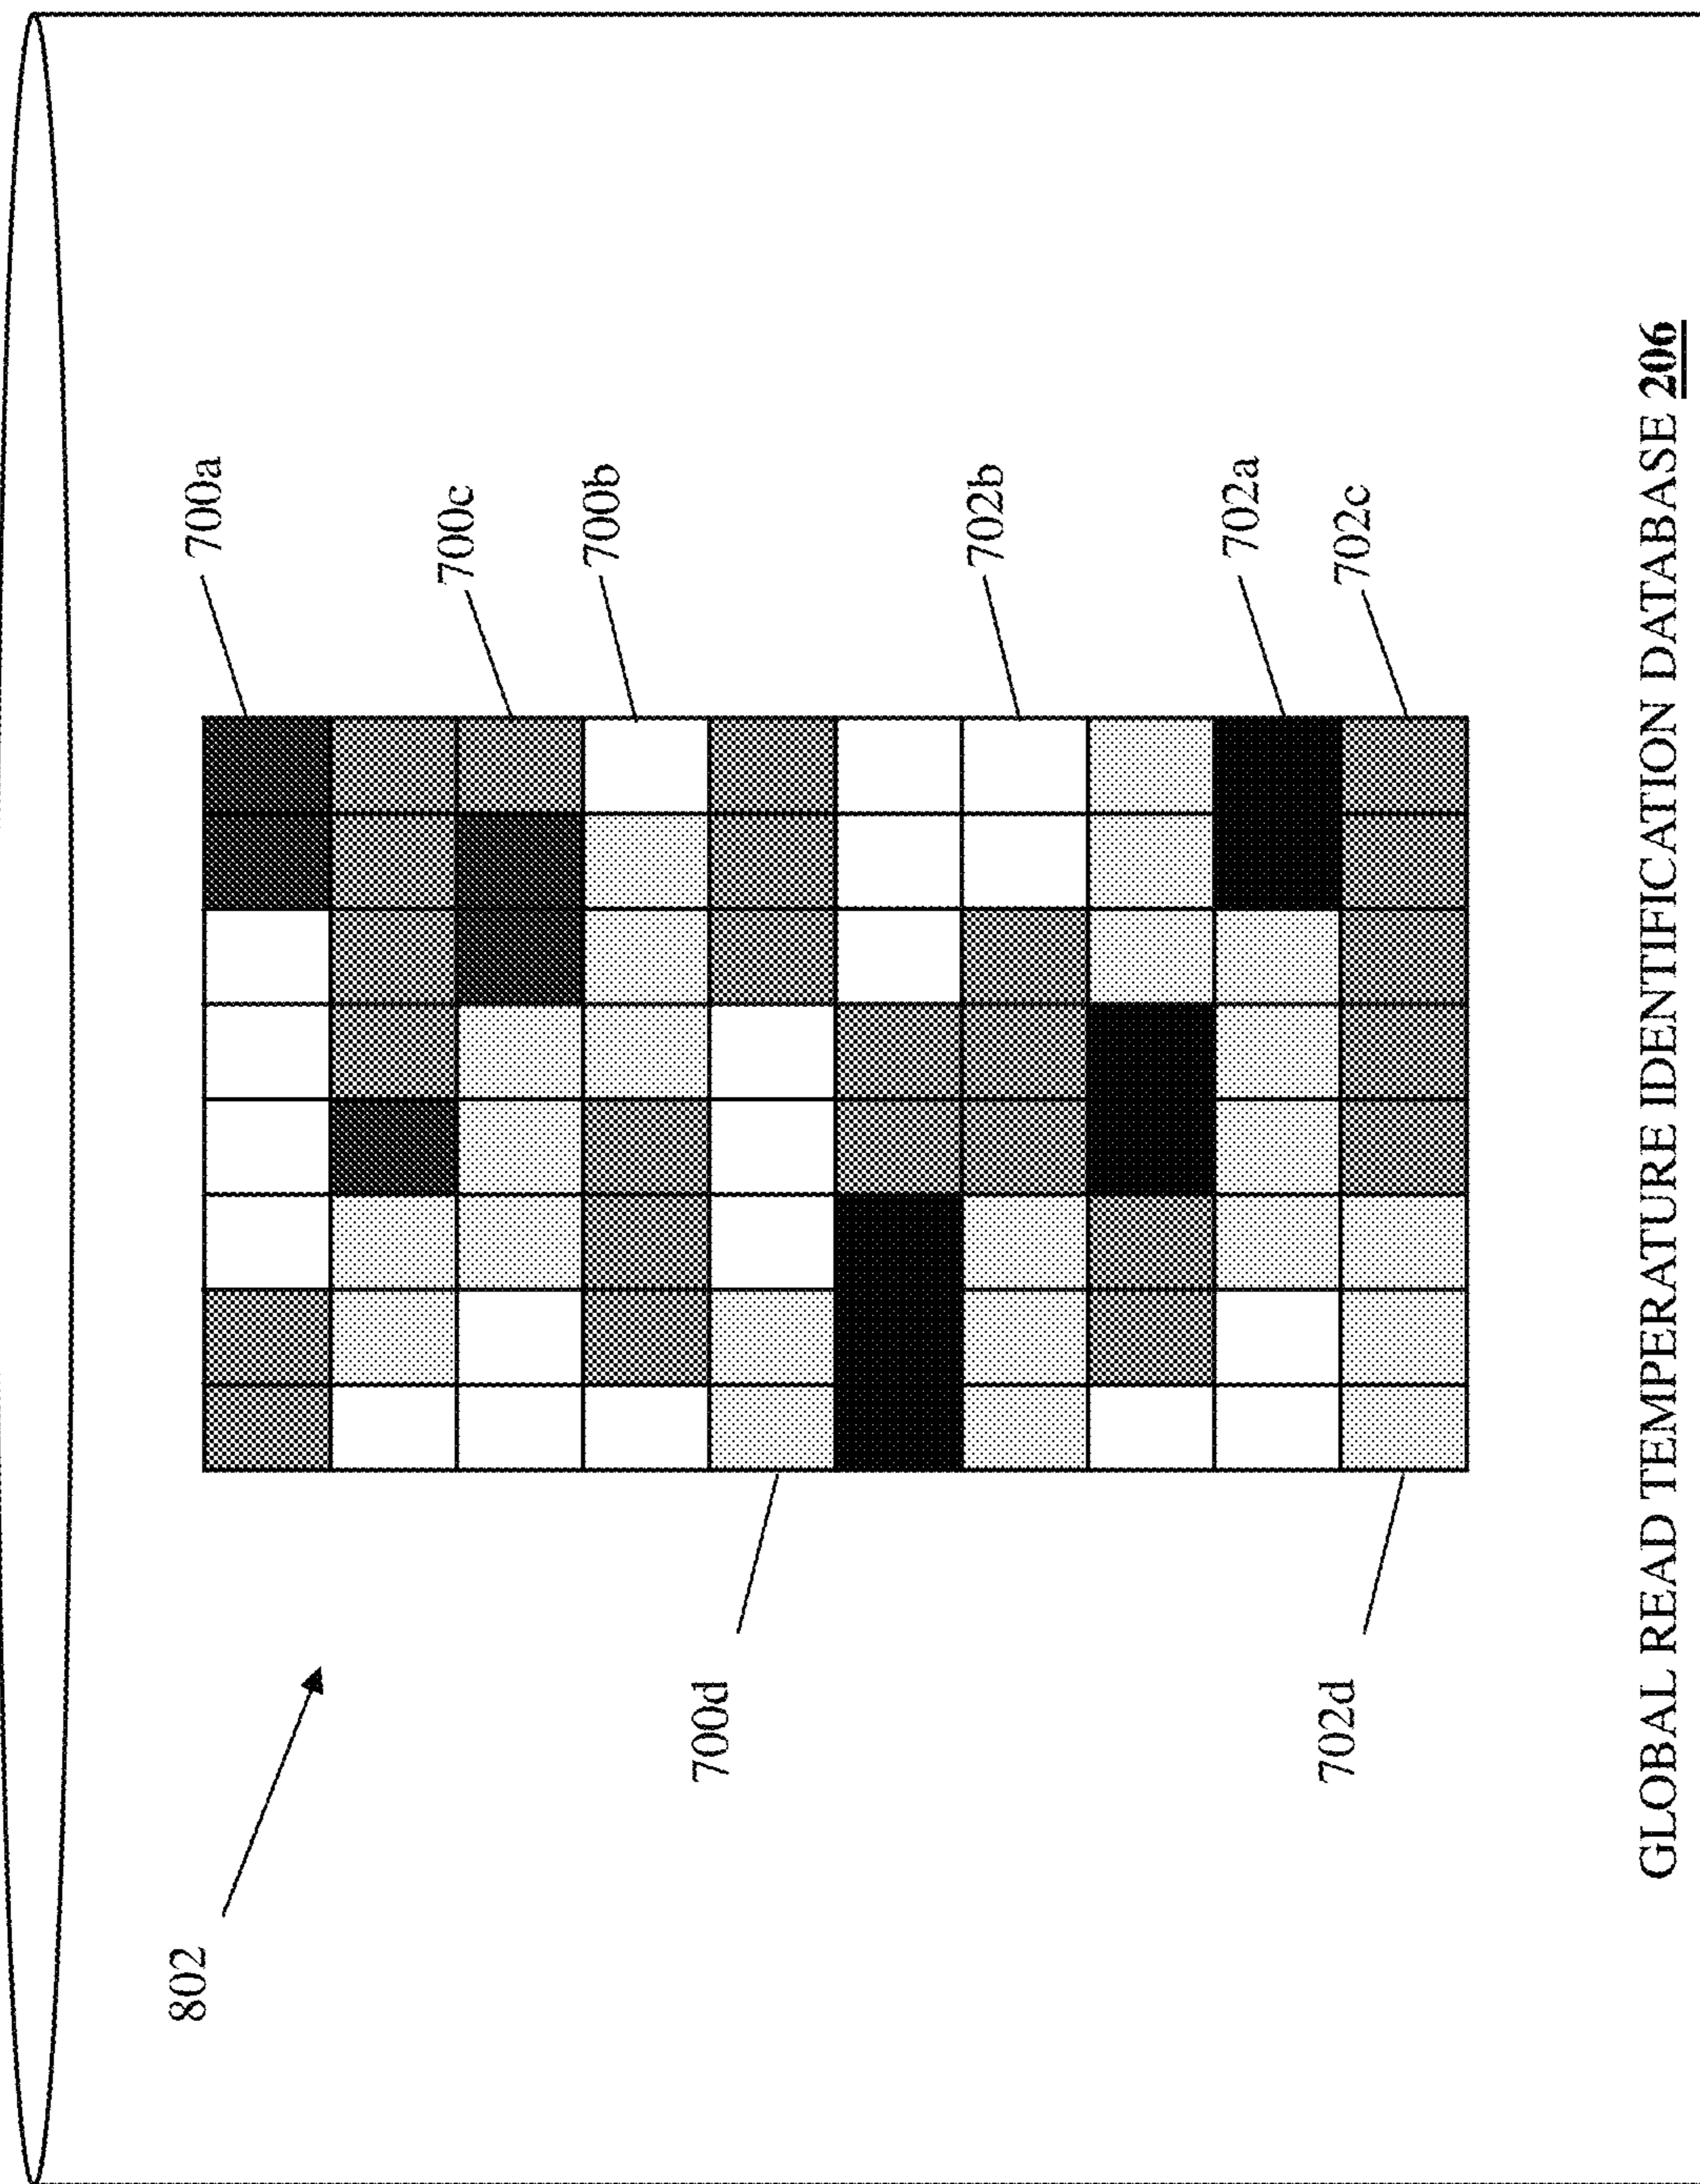 802
700a
700c
700b
700d
702b
702a
702d
702c
GLOBAL READ TEMPERATURE IDENTIFICATION DATABASE 206